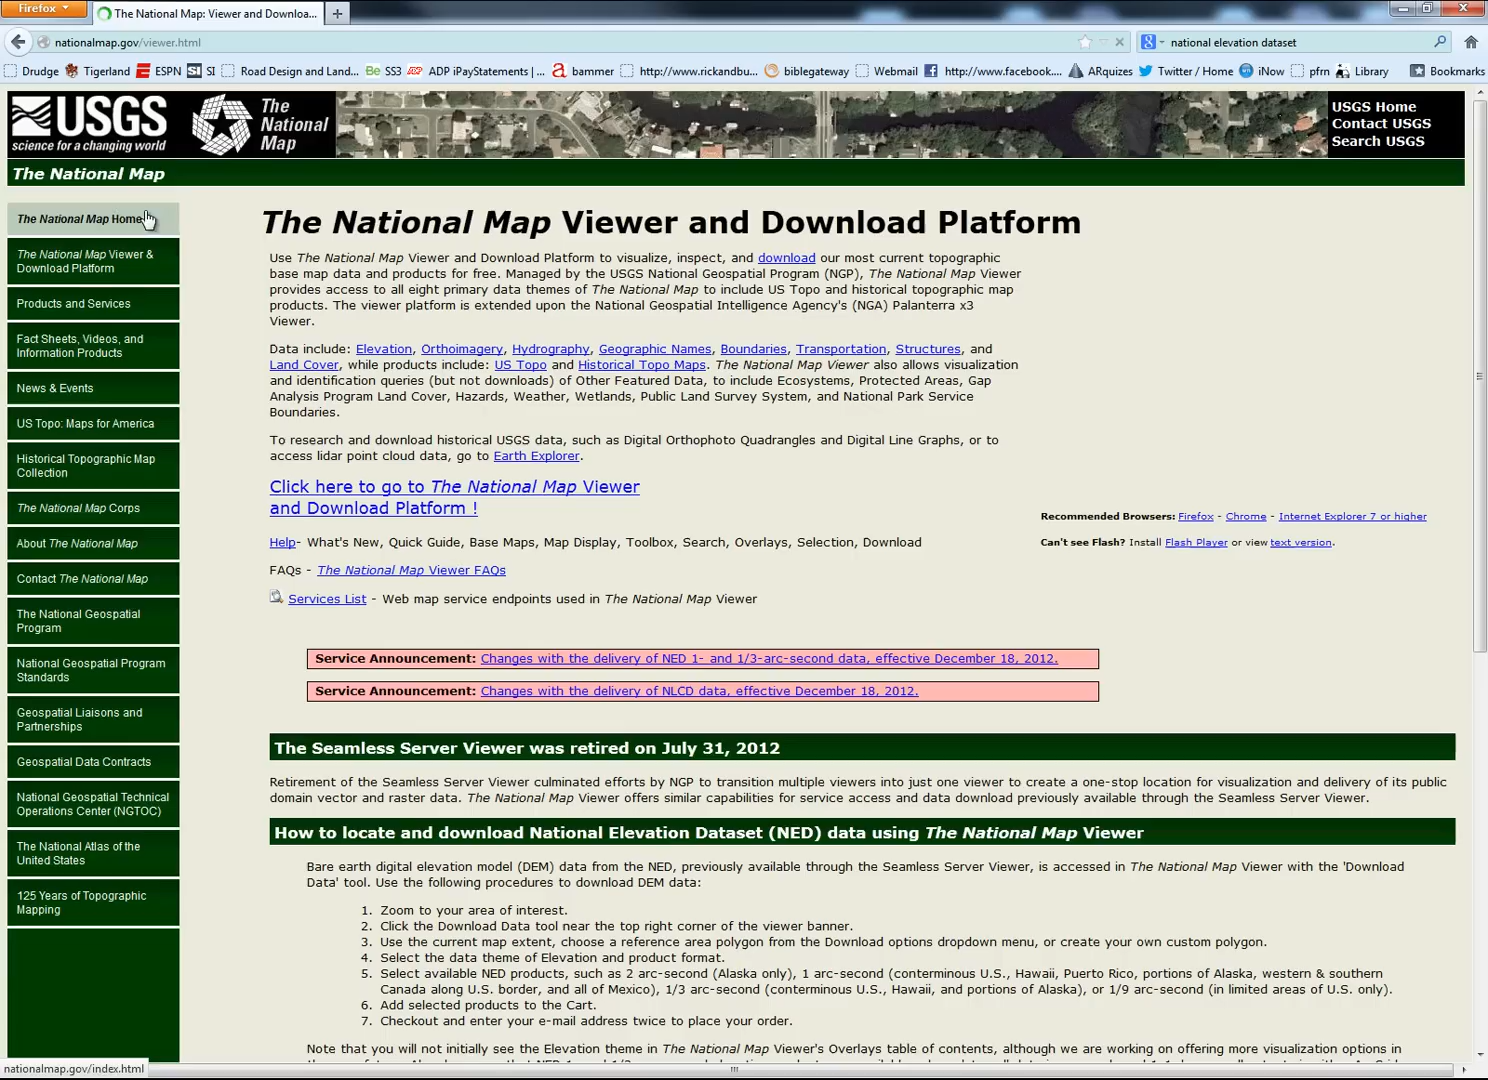 Firefox
The National Map: Viewer and Downloa...
nationalmap.gov/viewer.html
national elevation dataset
Drudge Tigerland ESPN SI Road Design and Land... SS3 ADP iPayStatements | ... bammer http://www.rickandbu... biblegateway Webmail http://www.facebook.... ARquizes Twitter / Home iNow pfrn Library Bookmarks
USGS
science for a changing world
The
National
Map
USGS Home
Contact USGS
Search USGS
The National Map
The National Map Home
The National Map Viewer &
Download Platform
Products and Services
Fact Sheets, Videos, and
Information Products
News & Events
US Topo: Maps for America
Historical Topographic Map
Collection
The National Map Corps
About The National Map
Contact The National Map
The National Geospatial
Program
National Geospatial Program
Standards
Geospatial Liaisons and
Partnerships
Geospatial Data Contracts
National Geospatial Technical
Operations Center (NGTOC)
The National Atlas of the
United States
125 Years of Topographic
Mapping
The National Map Viewer and Download Platform
Use The National Map Viewer and Download Platform to visualize, inspect, and download our most current topographic
base map data and products for free. Managed by the USGS National Geospatial Program (NGP), The National Map Viewer
provides access to all eight primary data themes of The National Map to include US Topo and historical topographic map
products. The viewer platform is extended upon the National Geospatial Intelligence Agency's (NGA) Palanterra x3
Viewer.
Data include: Elevation, Orthoimagery, Hydrography, Geographic Names, Boundaries, Transportation, Structures, and
Land Cover, while products include: US Topo and Historical Topo Maps. The National Map Viewer also allows visualization
and identification queries (but not downloads) of Other Featured Data, to include Ecosystems, Protected Areas, Gap
Analysis Program Land Cover, Hazards, Weather, Wetlands, Public Land Survey System, and National Park Service
Boundaries.
To research and download historical USGS data, such as Digital Orthophoto Quadrangles and Digital Line Graphs, or to
access lidar point cloud data, go to Earth Explorer.
Click here to go to The National Map Viewer
and Download Platform !
Recommended Browsers: Firefox - Chrome - Internet Explorer 7 or higher
Can't see Flash? Install Flash Player or view text version.
Help- What's New, Quick Guide, Base Maps, Map Display, Toolbox, Search, Overlays, Selection, Download
FAQs - The National Map Viewer FAQs
Services List - Web map service endpoints used in The National Map Viewer
Service Announcement: Changes with the delivery of NED 1- and 1/3-arc-second data, effective December 18, 2012.
Service Announcement: Changes with the delivery of NLCD data, effective December 18, 2012.
The Seamless Server Viewer was retired on July 31, 2012
Retirement of the Seamless Server Viewer culminated efforts by NGP to transition multiple viewers into just one viewer to create a one-stop location for visualization and delivery of its public
domain vector and raster data. The National Map Viewer offers similar capabilities for service access and data download previously available through the Seamless Server Viewer.
How to locate and download National Elevation Dataset (NED) data using The National Map Viewer
Bare earth digital elevation model (DEM) data from the NED, previously available through the Seamless Server Viewer, is accessed in The National Map Viewer with the 'Download
Data' tool. Use the following procedures to download DEM data:
1. Zoom to your area of interest.
2. Click the Download Data tool near the top right corner of the viewer banner.
3. Use the current map extent, choose a reference area polygon from the Download options dropdown menu, or create your own custom polygon.
4. Select the data theme of Elevation and product format.
5. Select available NED products, such as 2 arc-second (Alaska only), 1 arc-second (conterminous U.S., Hawaii, Puerto Rico, portions of Alaska, western & southern
Canada along U.S. border, and all of Mexico), 1/3 arc-second (conterminous U.S., Hawaii, and portions of Alaska), or 1/9 arc-second (in limited areas of U.S. only).
6. Add selected products to the Cart.
7. Checkout and enter your e-mail address twice to place your order.
Note that you will not initially see the Elevation theme in The National Map Viewer's Overlays table of contents, although we are working on offering more visualization options in
nationalmap.gov/index.html